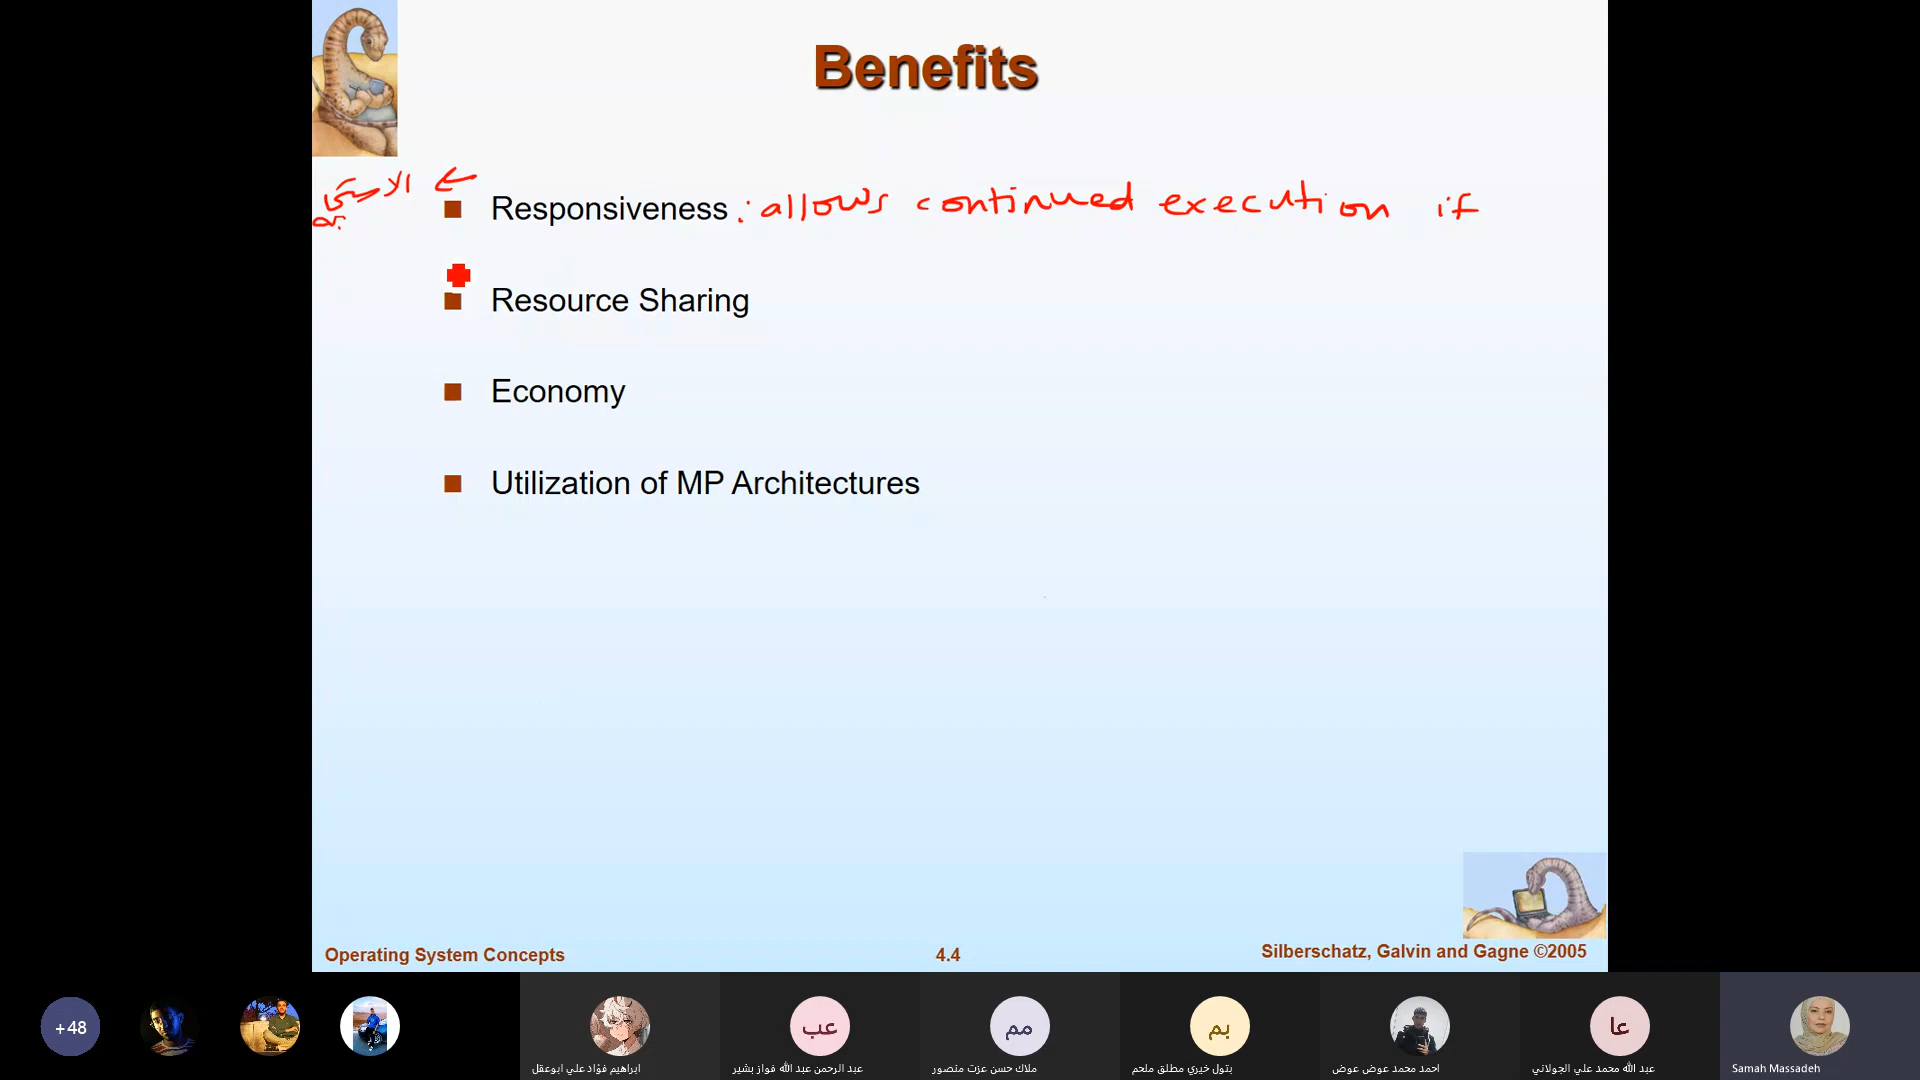 Benefits
الاستجابة ←
■ Responsiveness : allows continued execution if
■ Resource Sharing
■ Economy
■ Utilization of MP Architectures
Operating System Concepts
4.4
Silberschatz, Galvin and Gagne ©2005
+48
عب
مم
بم
عا
ابراهيم فؤاد علي ابوعقل
عبد الرحمن عبد الله فواز بشير
ملاك حسن عزت منصور
بتول خيري مطلق ملحم
احمد محمد عوض عوض
عبد الله محمد علي الجولاني
Samah Massadeh